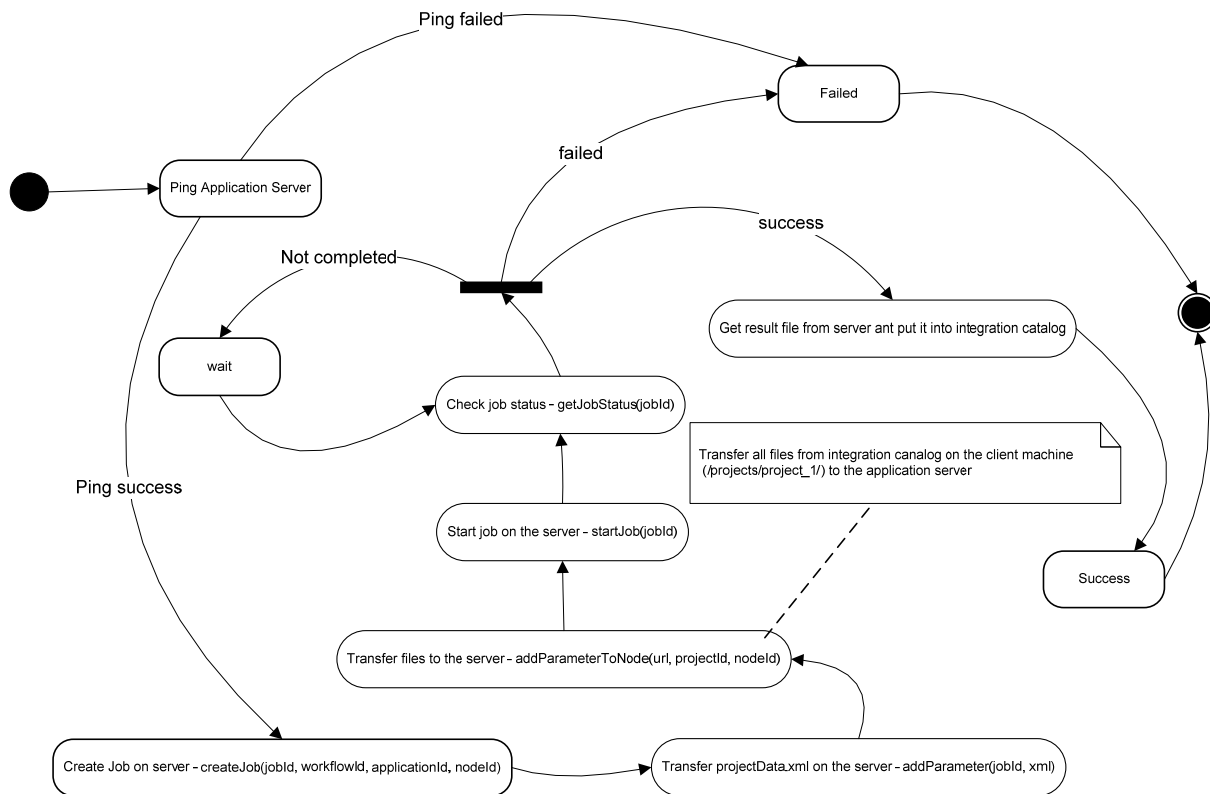 Ping failed
Failed
failed
Ping Application Server
success
Not completed
Get result file from server ant put it into integration catalog
wait
Check job status - getJobStatus(jobId)
Transfer all files from integration canalog on the client machine
(/projects/project_1/) to the application server
Ping success
Start job on the server - startJob(jobId)
Success
Transfer files to the server - addParameterToNode(url, projectId, nodeId)
Create Job on server - createJob(jobId, workflowId, applicationId, nodeId)
Transfer projectData.xml on the server - addParameter(jobId, xml)